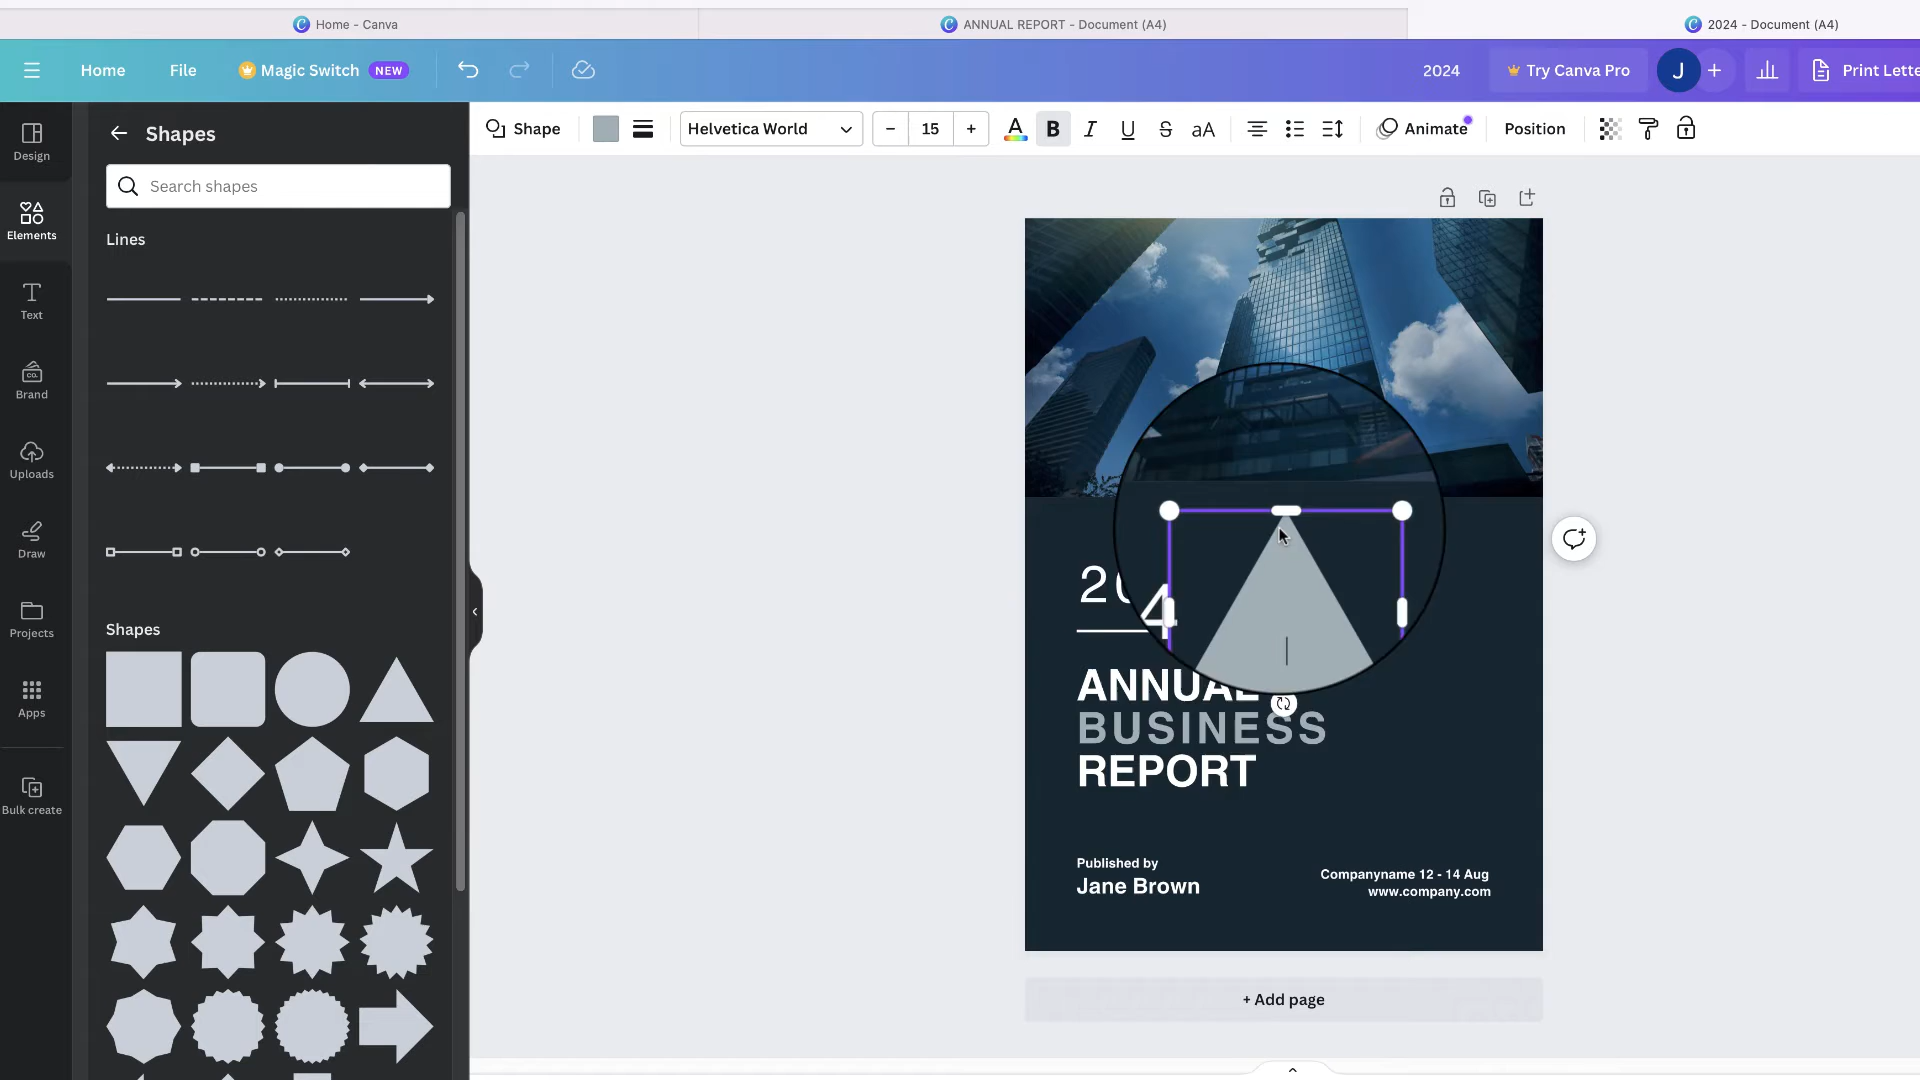 Home - Canva
ANNUAL REPORT - Document (A4)
2024 - Document (A4)
Home
File
Magic Switch NEW
2024
Try Canva Pro
J
Print Lette
Design
Elements
Text
Brand
CO.
Uploads
Draw
Projects
Apps
Bulk create
Shapes
Search shapes
Lines
Shapes
Shape
Helvetica World
15
A
B
I
U
S
aA
Animate
Position
20
4
ANNUAL
BUSINESS
REPORT
Published by
Jane Brown
Companyname 12 - 14 Aug
www.company.com
+ Add page